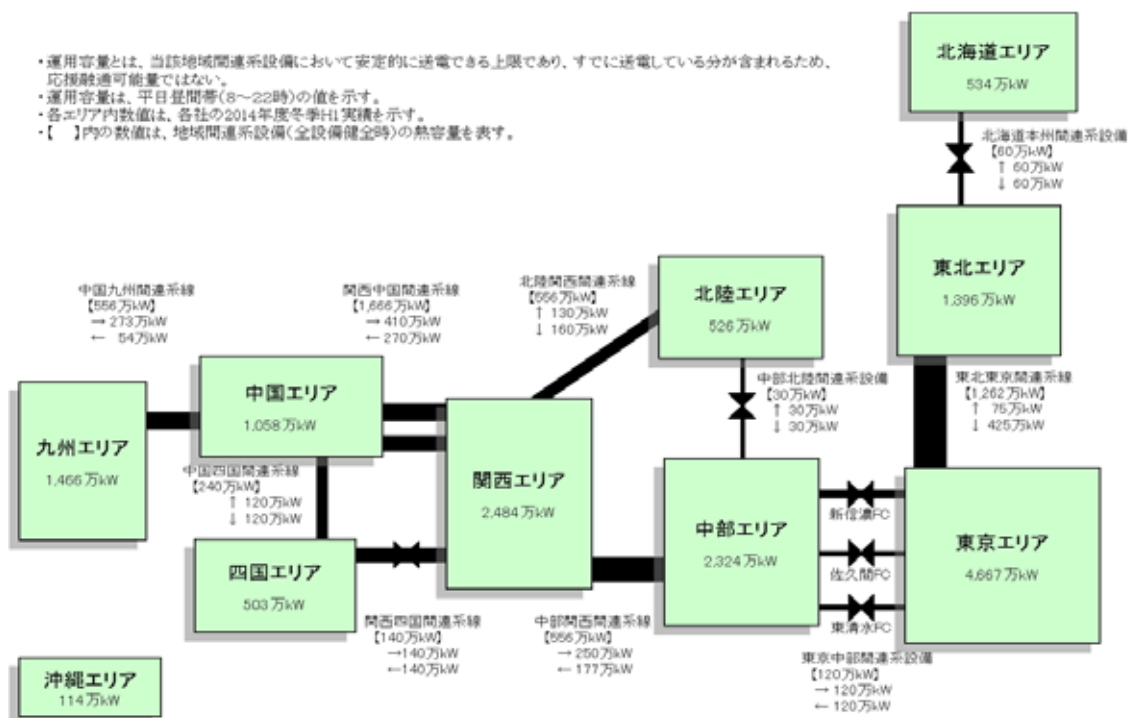 ・運用容量とは、当該地域間連系設備において安定的に送電できる上限であり、すでに送電している分が含まれるため、
応援融通可能量ではない。
・運用容量は、平日昼間帯(8～22時)の値を示す。
・各エリア内数値は、各社の2014年度冬季H1実績を示す。
・【　】内の数値は、地域間連系設備(全設備健全時)の熱容量を表す。
北海道エリア
534万kW
北海道本州間連系設備
【60万kW】
↑ 60万kW
↓ 60万kW
東北エリア
1,396万kW
東北東京間連系線
【1,262万kW】
↑ 75万kW
↓ 425万kW
北陸エリア
526万kW
北陸関西間連系線
【556万kW】
↑ 130万kW
↓ 160万kW
中部北陸間連系設備
【30万kW】
↑ 30万kW
↓ 30万kW
中国九州間連系線
【556万kW】
→ 273万kW
← 54万kW
関西中国間連系線
【1,666万kW】
→ 410万kW
← 270万kW
中国エリア
1,058万kW
九州エリア
1,466万kW
中国四国間連系線
【240万kW】
↑ 120万kW
↓ 120万kW
関西エリア
2,484万kW
四国エリア
503万kW
関西四国間連系線
【140万kW】
→140万kW
←140万kW
中部関西間連系線
【556万kW】
→ 250万kW
← 177万kW
中部エリア
2,324万kW
新信濃FC
佐久間FC
東清水FC
東京エリア
4,667万kW
東京中部間連系設備
【120万kW】
→ 120万kW
← 120万kW
沖縄エリア
114万kW